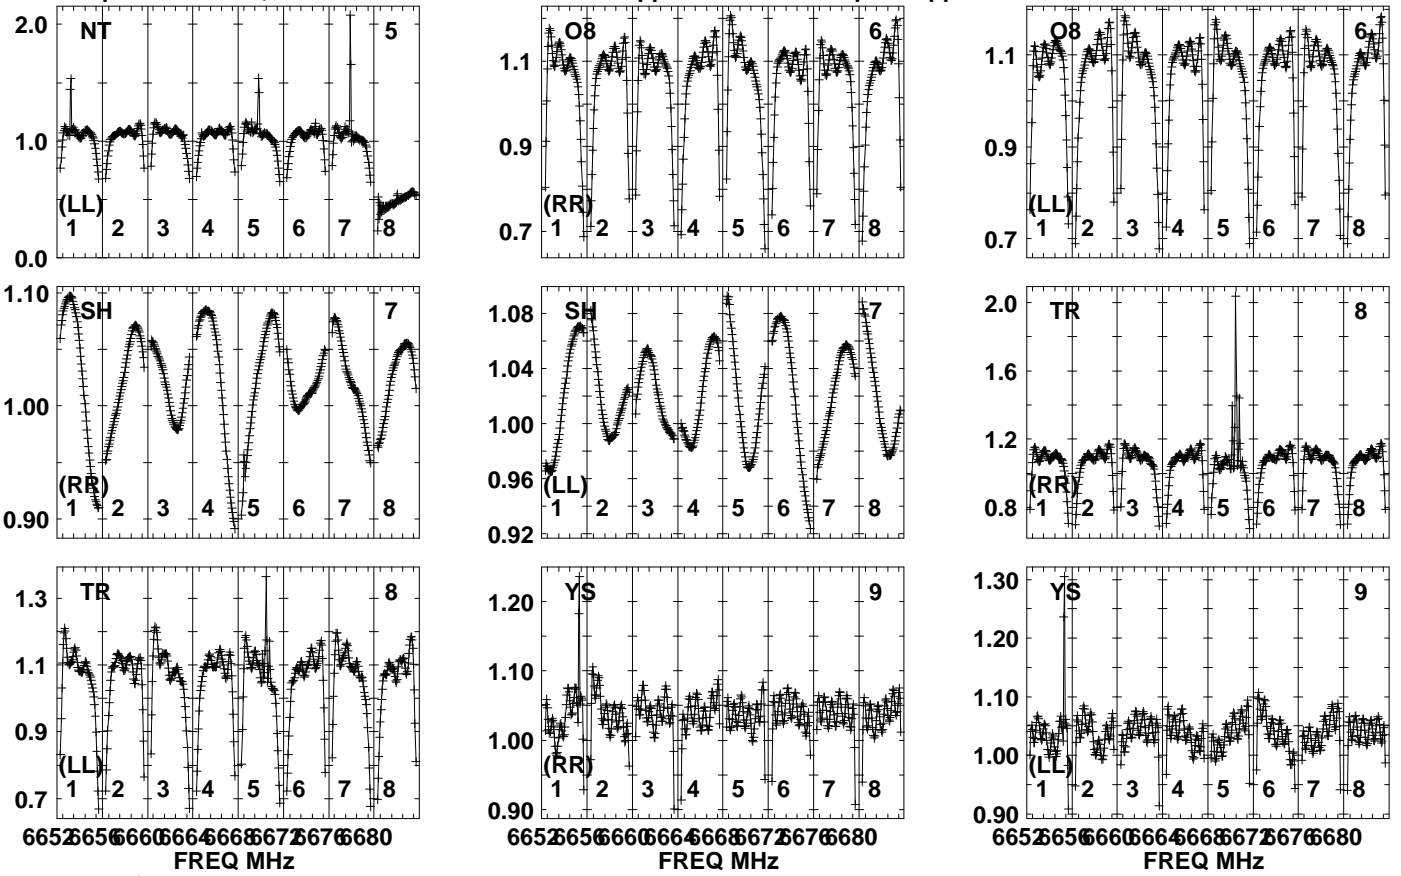 NT 5
2.0
1.0
0.0
(LL)
1 2 3 4 5 6 7 8
O8 6
1.1
0.9
0.7
(RR)
1 2 3 4 5 6 7 8
O8 6
1.1
0.9
0.7
(LL)
1 2 3 4 5 6 7 8
SH 7
1.10
1.00
0.90
(RR)
1 2 3 4 5 6 7 8
SH 7
1.08
1.04
1.00
0.96
0.92
(LL)
1 2 3 4 5 6 7 8
TR 8
2.0
1.6
1.2
0.8
(RR)
1 2 3 4 5 6 7 8
TR 8
1.3
1.1
0.9
0.7
(LL)
1 2 3 4 5 6 7 8
6652 6656 6660 6664 6668 6672 6676 6680
FREQ MHz
YS 9
1.20
1.10
1.00
0.90
(RR)
1 2 3 4 5 6 7 8
6652 6656 6660 6664 6668 6672 6676 6680
FREQ MHz
YS 9
1.30
1.20
1.10
1.00
0.90
(LL)
1 2 3 4 5 6 7 8
6652 6656 6660 6664 6668 6672 6676 6680
FREQ MHz